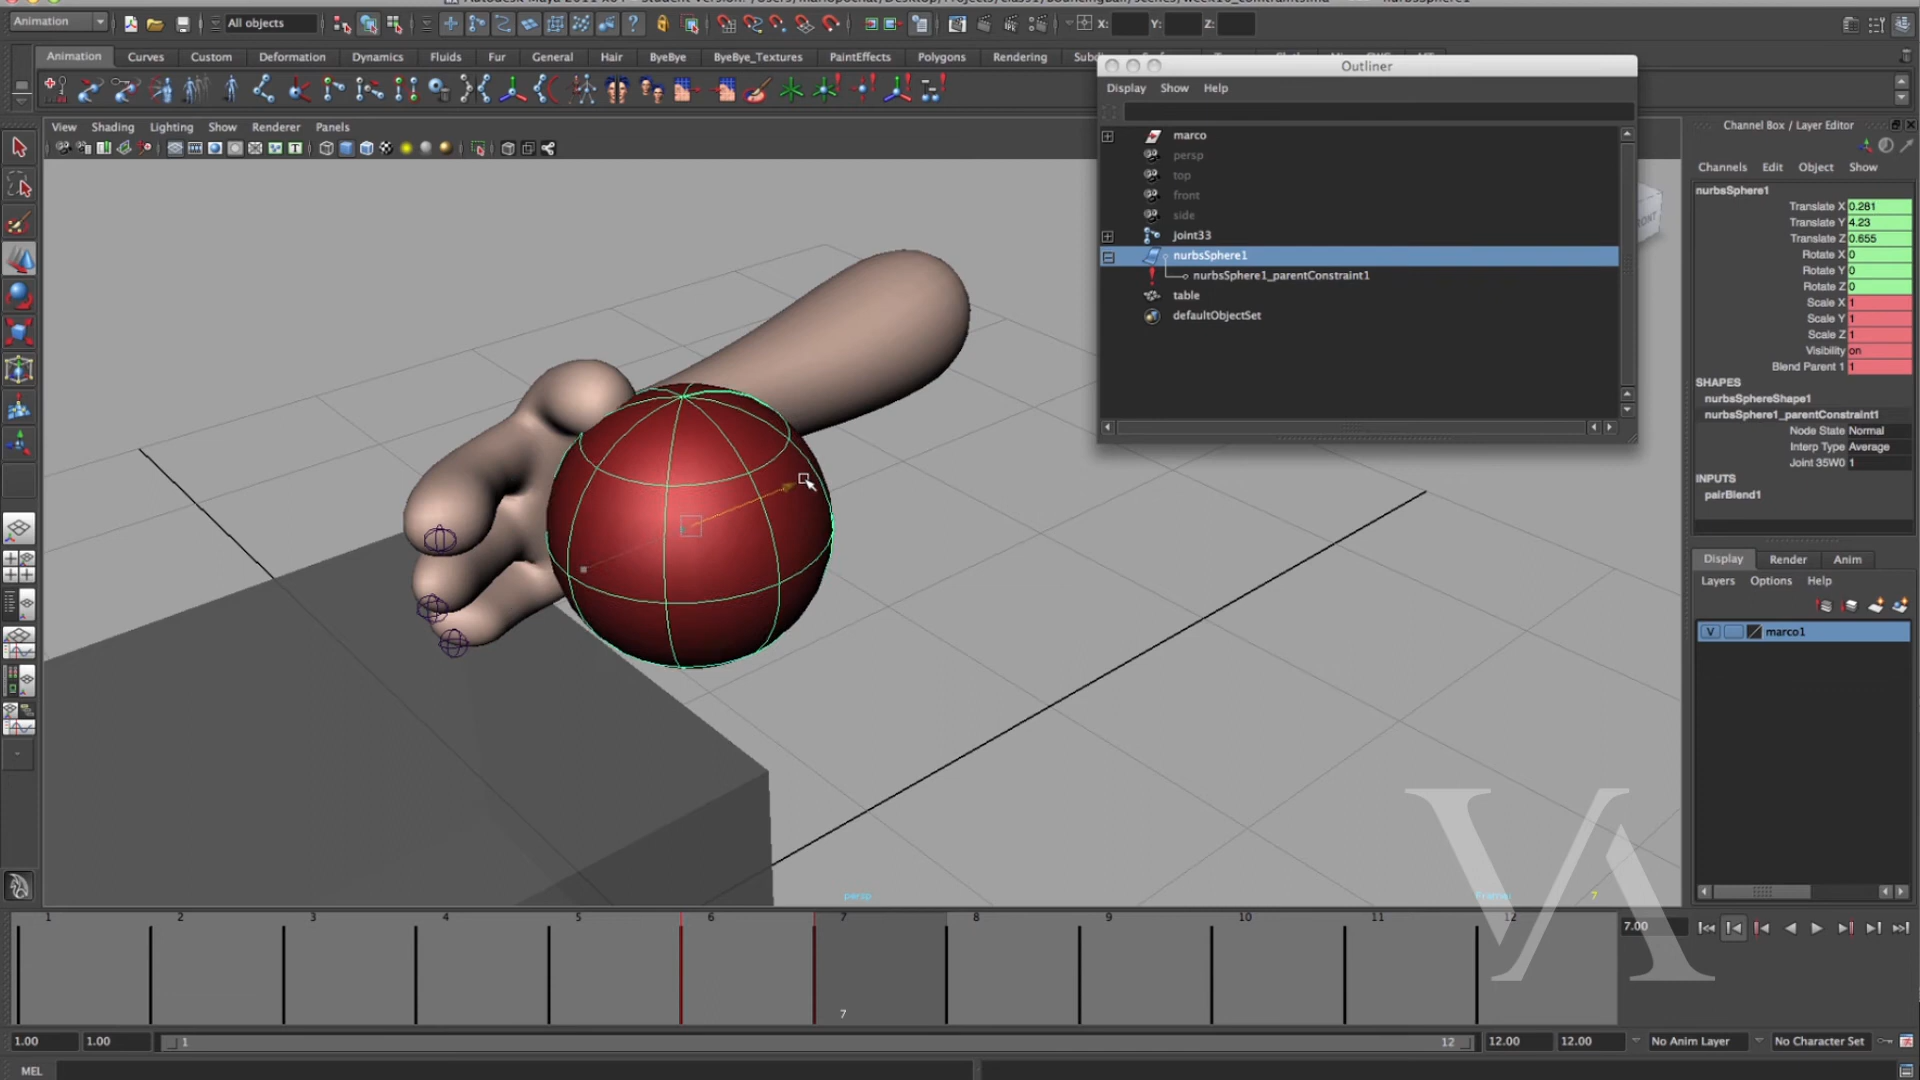 Animation
All objects
X:
Y:
Z:
Animation Curves Custom Deformation Dynamics Fluids Fur General Hair ByeBye ByeBye_Textures PaintEffects Polygons Rendering
View Shading Lighting Show Renderer Panels
Outliner
Display Show Help
marco
persp
top
front
side
joint33
nurbsSphere1
nurbsSphere1_parentConstraint1
table
defaultObjectSet
Channel Box / Layer Editor
Channels Edit Object Show
nurbsSphere1
Translate X 0.281
Translate Y 4.23
Translate Z 0.655
Rotate X 0
Rotate Y 0
Rotate Z 0
Scale X 1
Scale Y 1
Scale Z 1
Visibility on
Blend Parent 1 1
SHAPES
nurbsSphereShape1
nurbsSphere1_parentConstraint1
Node State Normal
Interp Type Average
Joint 35W0 1
INPUTS
pairBlend1
Display Render Anim
Layers Options Help
V marco1
persp
7
VA
1 2 3 4 5 6 7 8 9 10 11 12
7
7.00
1.00 1.00 1 12 12.00 12.00 No Anim Layer No Character Set
MEL